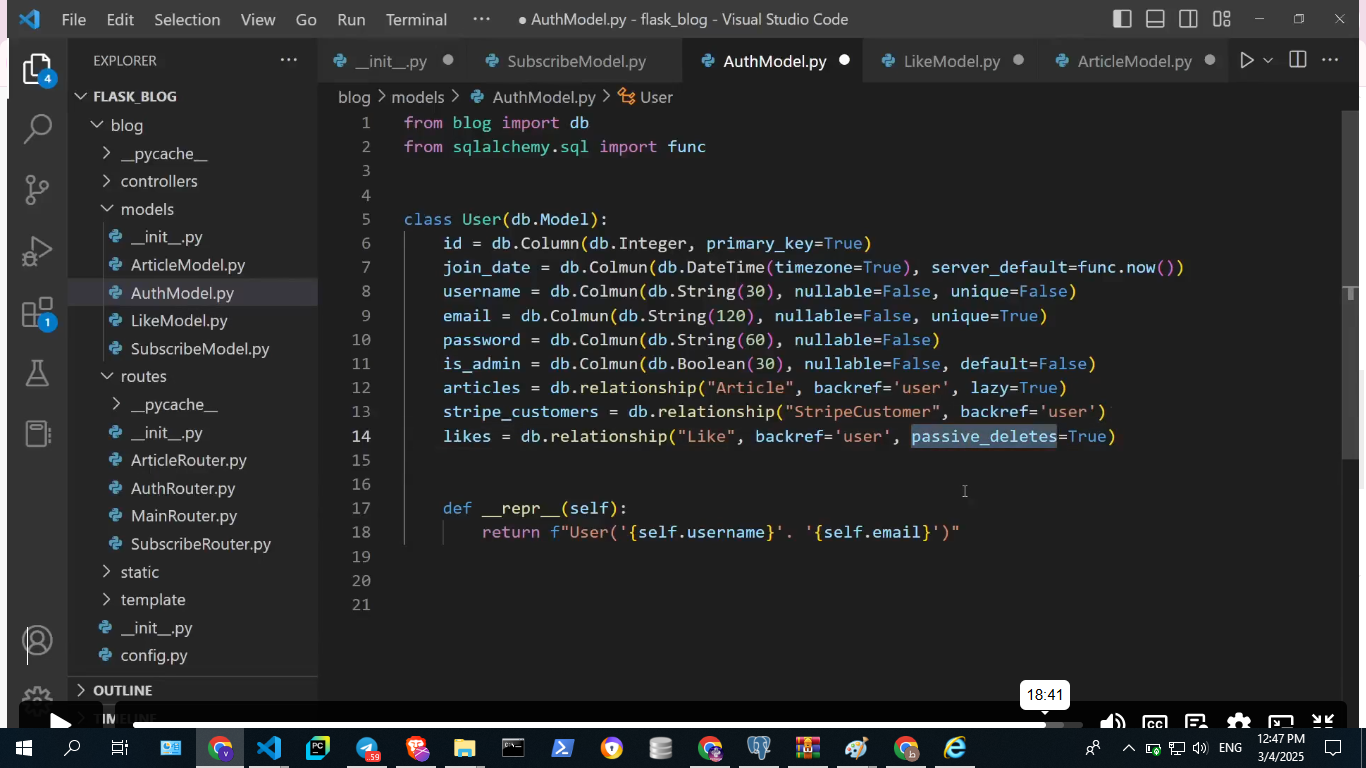 File Edit Selection View Go Run Terminal ··· ● AuthModel.py - flask_blog - Visual Studio Code
EXPLORER ···
__init__.py SubscribeModel.py AuthModel.py LikeModel.py ArticleModel.py ···
blog > models > AuthModel.py > User
4
1
FLASK_BLOG
blog
__pycache__
controllers
models
__init__.py
ArticleModel.py
AuthModel.py
LikeModel.py
SubscribeModel.py
routes
__pycache__
__init__.py
ArticleRouter.py
AuthRouter.py
MainRouter.py
SubscribeRouter.py
static
template
__init__.py
config.py
OUTLINE
TIMELINE
1 from blog import db
2 from sqlalchemy.sql import func
3
4
5 class User(db.Model):
6 id = db.Column(db.Integer, primary_key=True)
7 join_date = db.Colmun(db.DateTime(timezone=True), server_default=func.now())
8 username = db.Colmun(db.String(30), nullable=False, unique=False)
9 email = db.Colmun(db.String(120), nullable=False, unique=True)
10 password = db.Colmun(db.String(60), nullable=False)
11 is_admin = db.Colmun(db.Boolean(30), nullable=False, default=False)
12 articles = db.relationship("Article", backref='user', lazy=True)
13 stripe_customers = db.relationship("StripeCustomer", backref='user')
14 likes = db.relationship("Like", backref='user', passive_deletes=True)
15
16
17 def __repr__(self):
18 return f"User('{self.username}'. '{self.email}')"
19
20
21
18:41
CC
PC
59
V
b
ENG
12:47 PM
3/4/2025